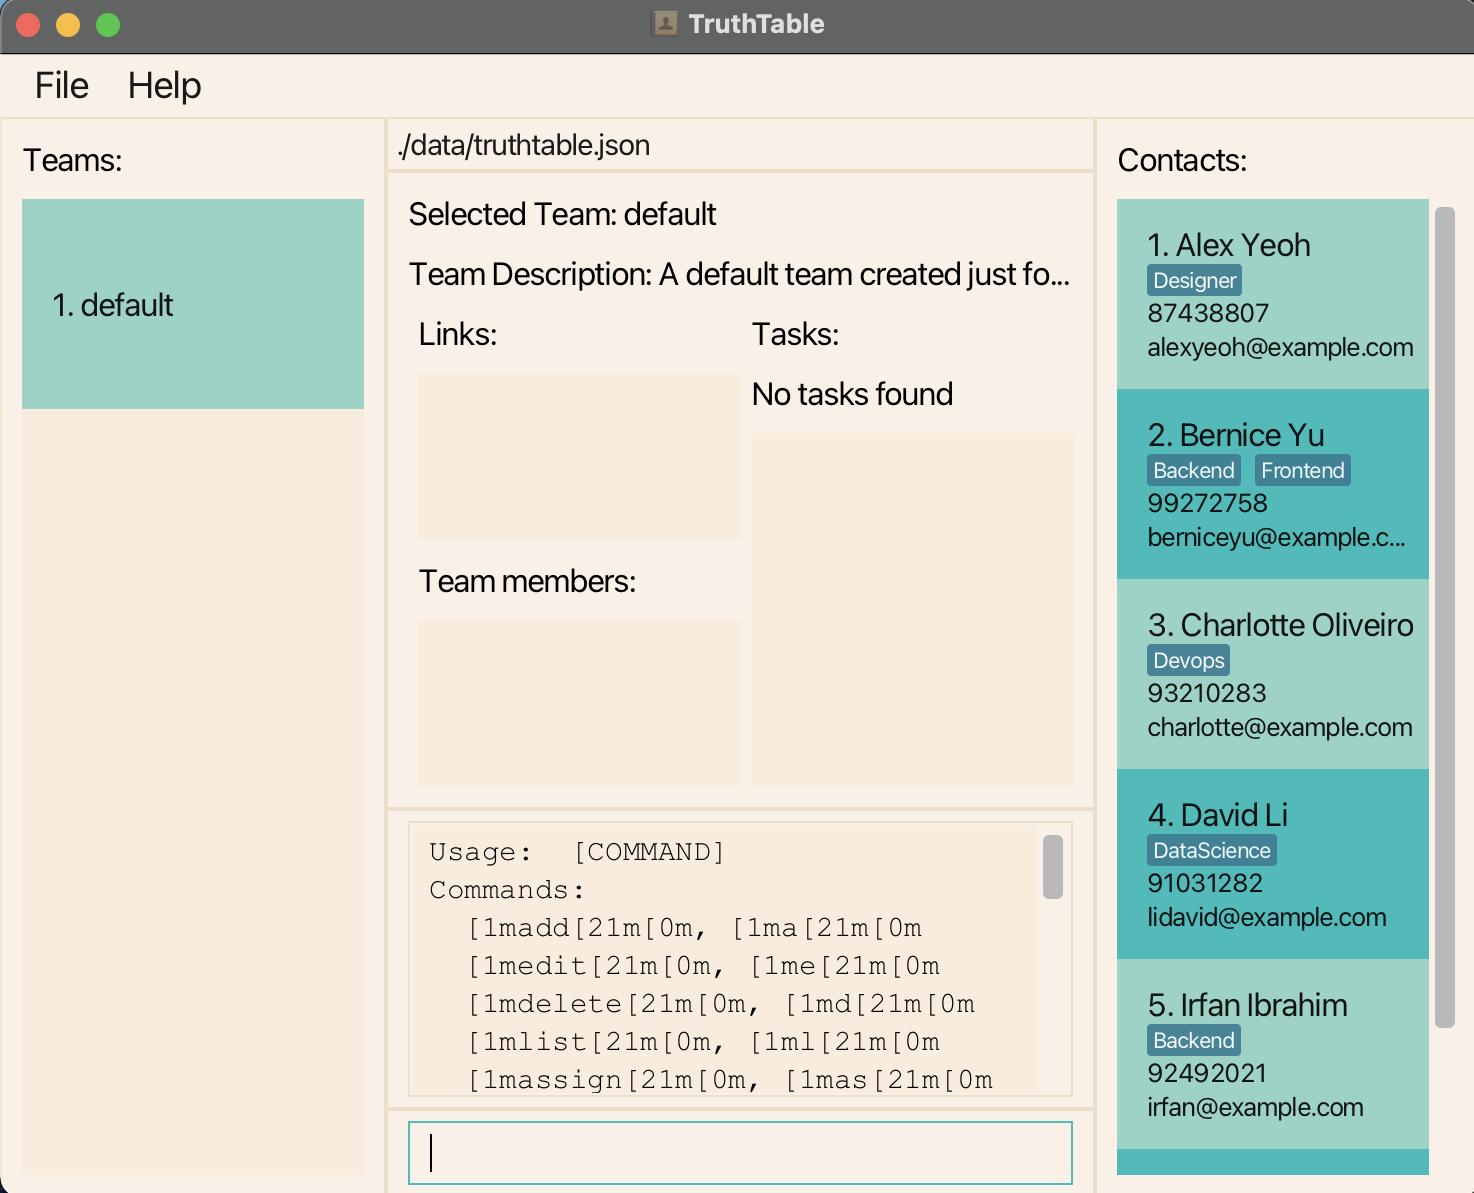 TruthTable
File Help
Teams:
1. default
./data/truthtable.json
Selected Team: default
Team Description: A default team created just fo...
Links:
Tasks:
No tasks found
Team members:
Usage:  [COMMAND]
Commands:
[1madd[21m[0m, [1ma[21m[0m
[1medit[21m[0m, [1me[21m[0m
[1mdelete[21m[0m, [1md[21m[0m
[1mlist[21m[0m, [1ml[21m[0m
[1massign[21m[0m, [1mas[21m[0m
Contacts:
1. Alex Yeoh
Designer
87438807
alexyeoh@example.com
2. Bernice Yu
Backend Frontend
99272758
berniceyu@example.c...
3. Charlotte Oliveiro
Devops
93210283
charlotte@example.com
4. David Li
DataScience
91031282
lidavid@example.com
5. Irfan Ibrahim
Backend
92492021
irfan@example.com